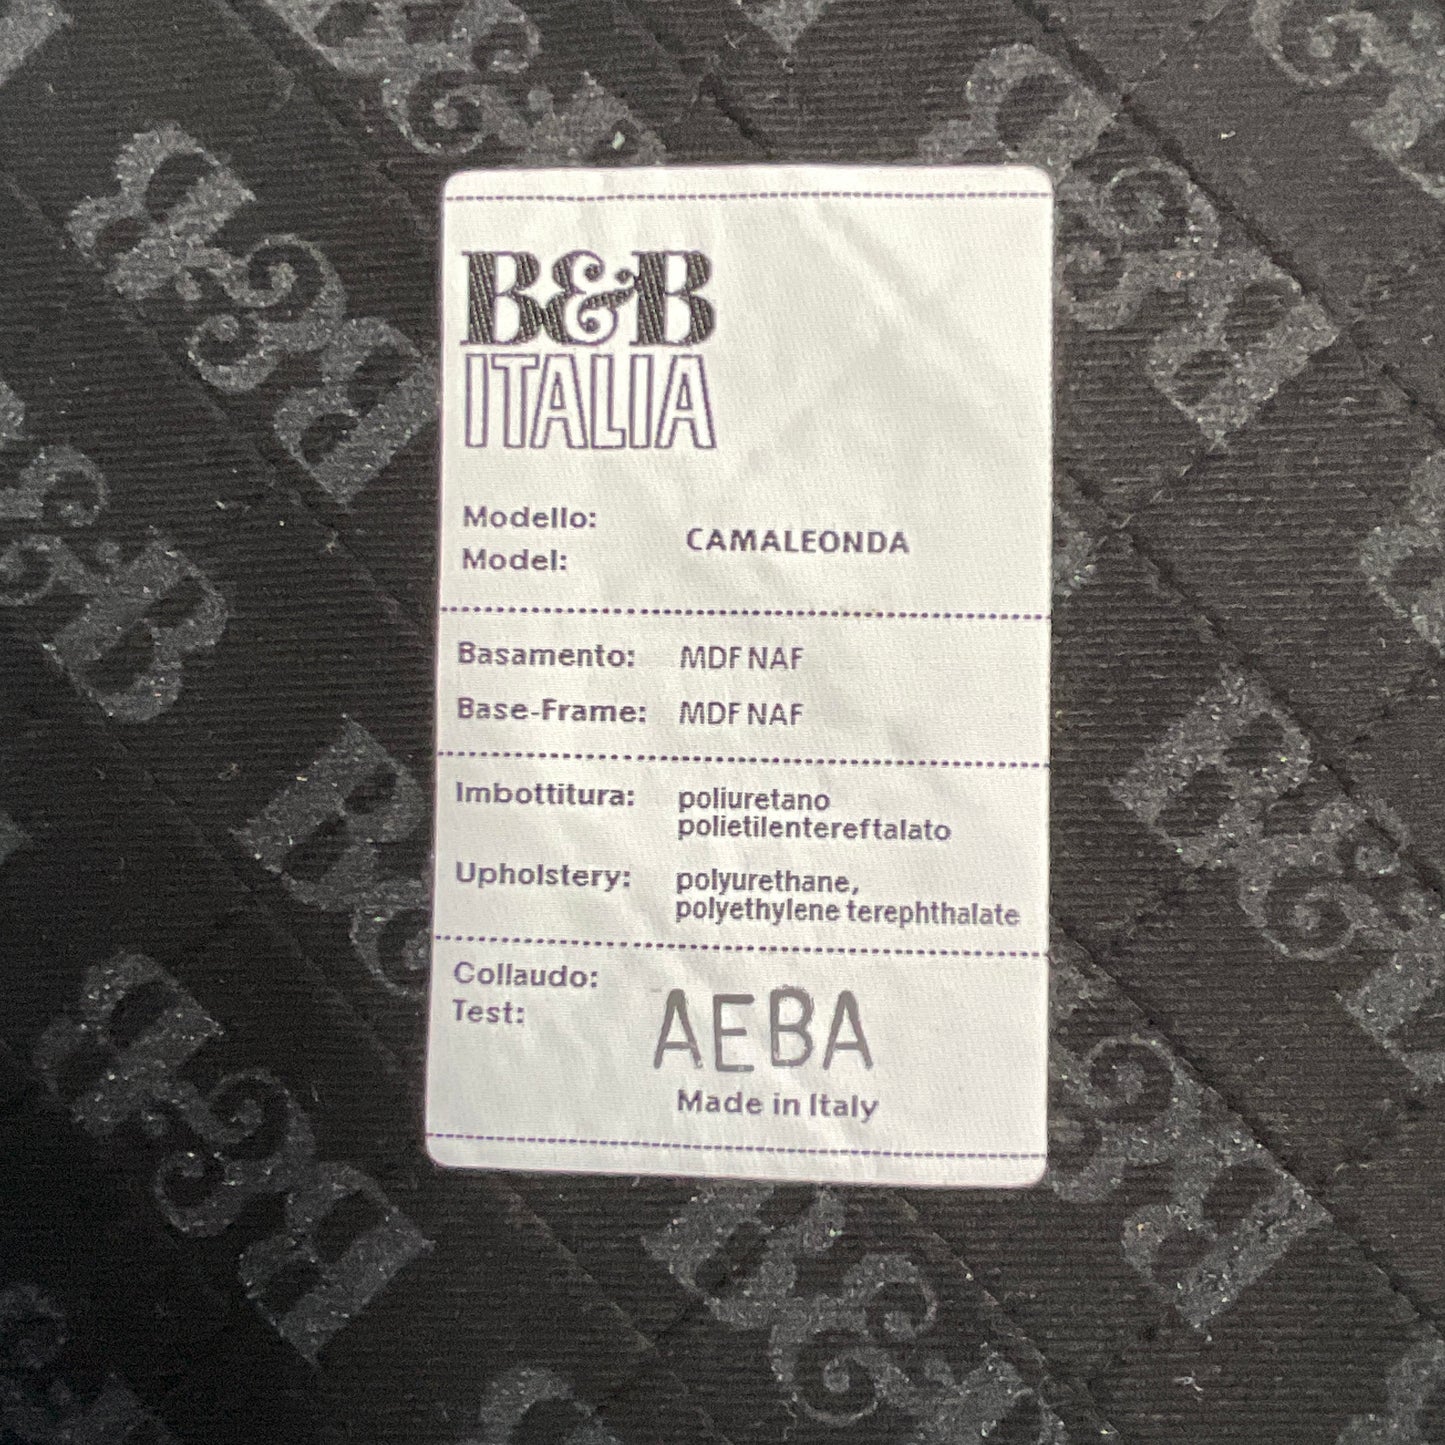 B&B
ITALIA
Modello:
Model: CAMALEONDA
Basamento: MDF NAF
Base-Frame: MDF NAF
Imbottitura: poliuretano
polietilentereftalato
Upholstery: polyurethane,
polyethylene terephthalate
Collaudo:
Test: AEBA
Made in Italy